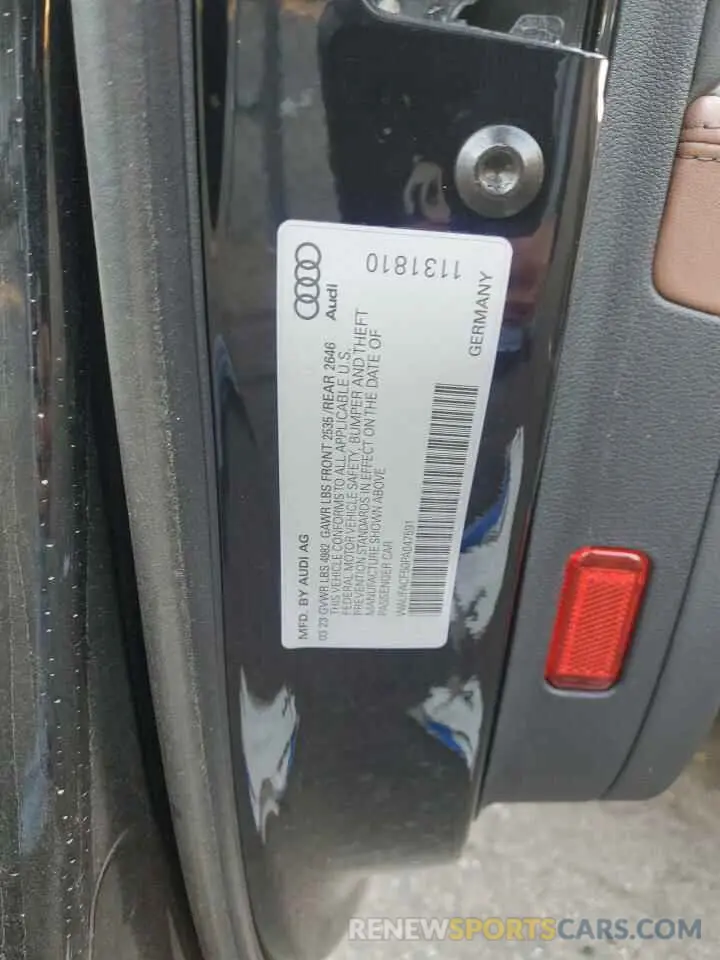 Audi
1131810
MFD. BY AUDI AG
03 23 GVWR LBS 4982 GAWR LBS FRONT 2535 /REAR 2646
THIS VEHICLE CONFORMS TO ALL APPLICABLE U.S.
FEDERAL MOTOR VEHICLE SAFETY, BUMPER AND THEFT
PREVENTION STANDARDS IN EFFECT ON THE DATE OF
MANUFACTURE SHOWN ABOVE
PASSENGER CAR
GERMANY
RENEWSPORTSCARS.COM